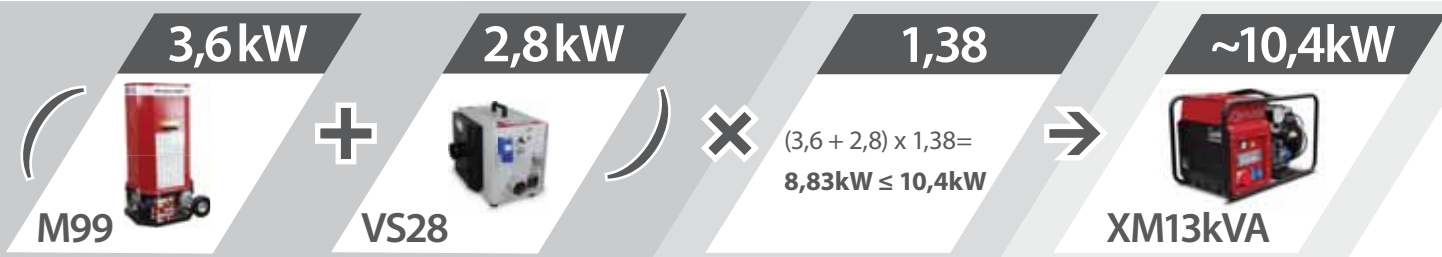 3,6 kW
2,8 kW
1,38
~10,4kW
(
+
)
×
(3,6 + 2,8) x 1,38=
8,83kW ≤ 10,4kW
→
M99
VS28
XM13kVA